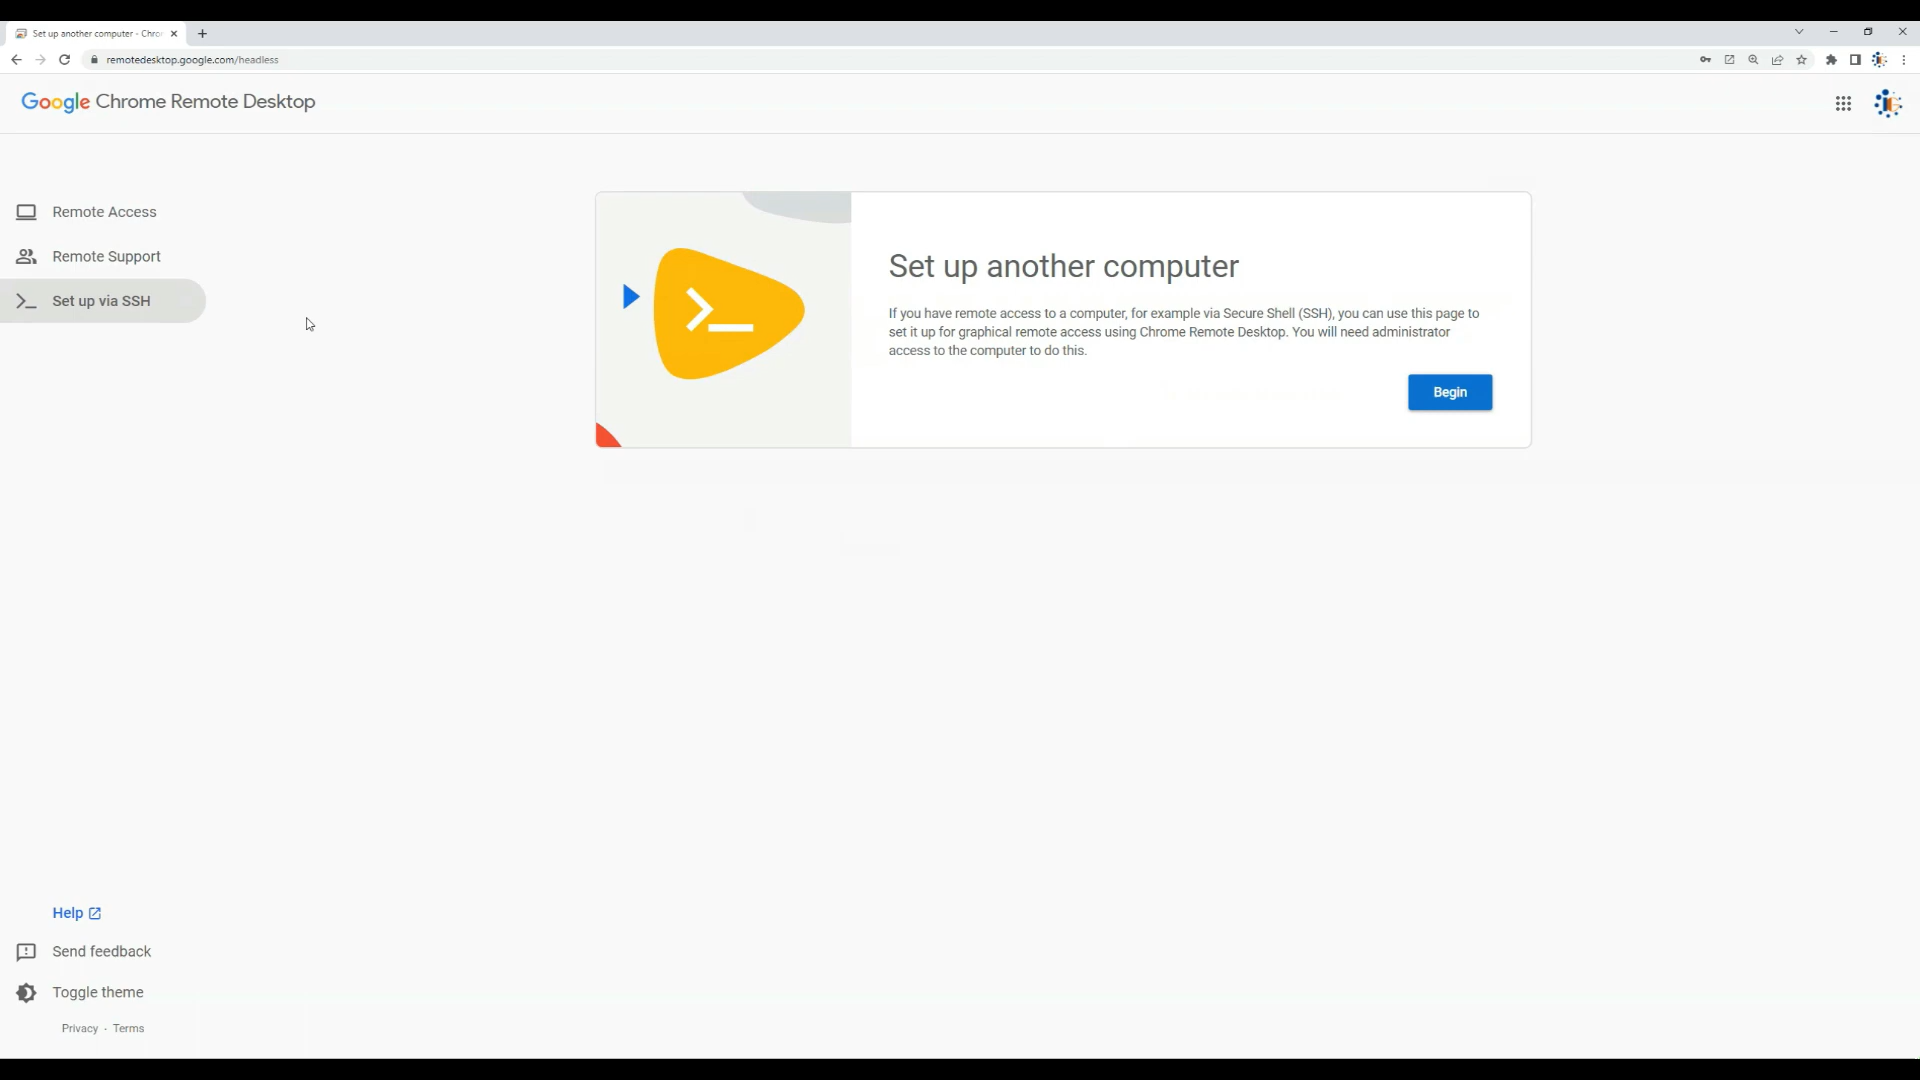 Set up another computer - Chro
remotedesktop.google.com/headless
Google Chrome Remote Desktop
Remote Access
Remote Support
Set up via SSH
Set up another computer
If you have remote access to a computer, for example via Secure Shell (SSH), you can use this page to
set it up for graphical remote access using Chrome Remote Desktop. You will need administrator
access to the computer to do this.
Begin
Help
Send feedback
Toggle theme
Privacy · Terms